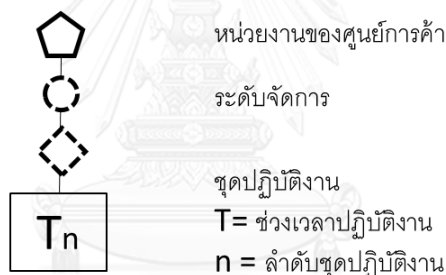 หน่วยงานของศูนย์การค้า
ระดับจัดการ
ชุดปฏิบัติงาน
Tn
T= ช่วงเวลาปฏิบัติงาน
n = ลำดับชุดปฏิบัติงาน